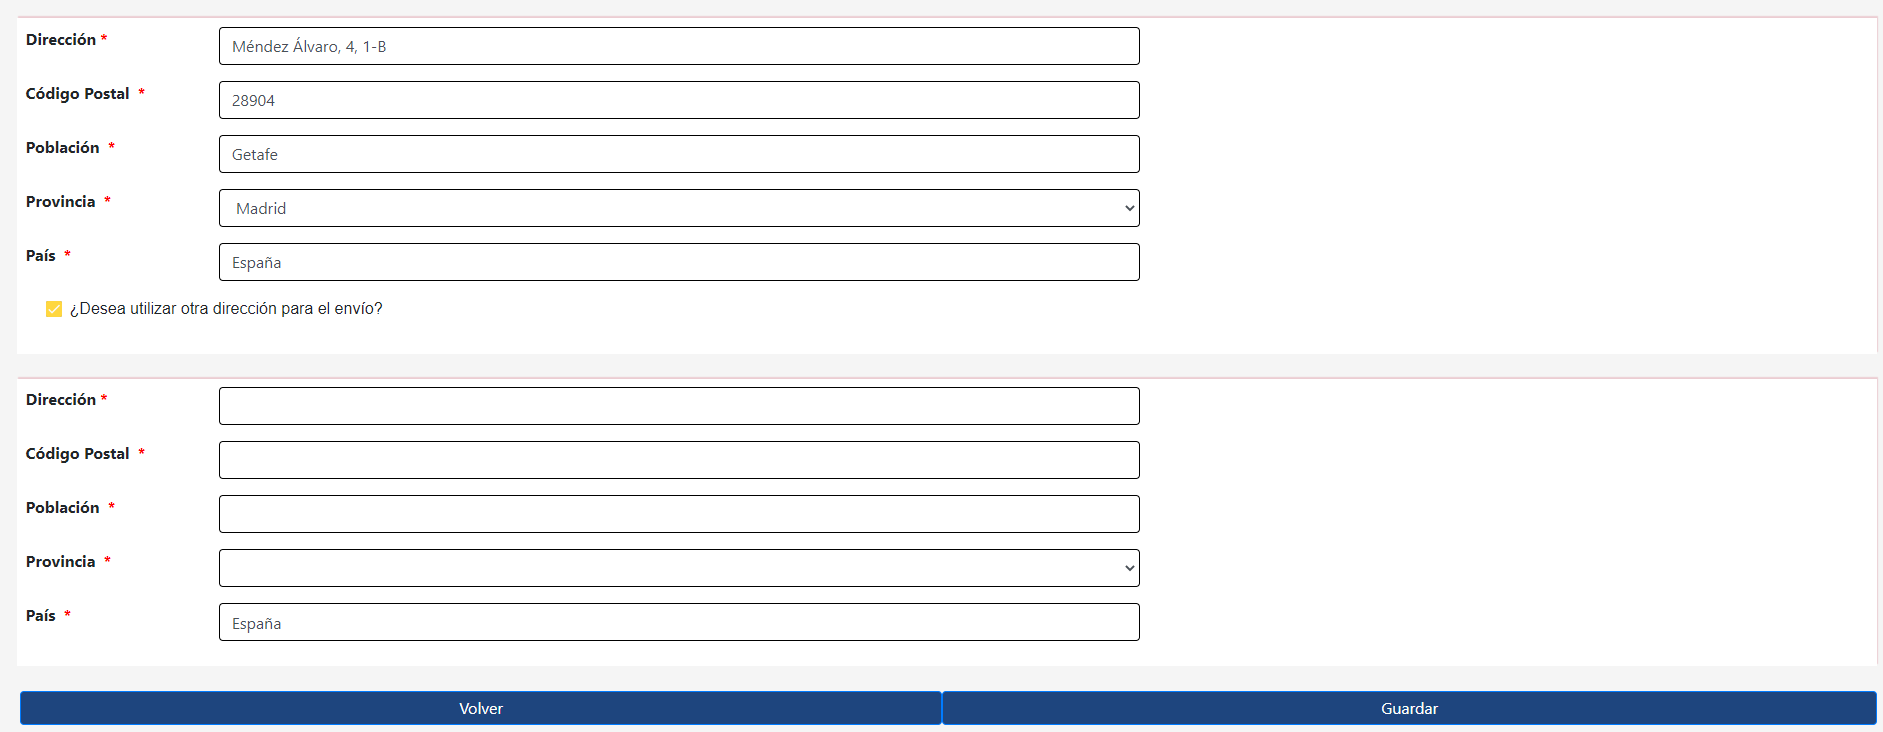 Dirección *
Méndez Álvaro, 4, 1-B
Código Postal *
28904
Población *
Getafe
Provincia *
Madrid
País *
España
¿Desea utilizar otra dirección para el envío?
Dirección *
Código Postal *
Población *
Provincia *
País *
España
Volver
Guardar